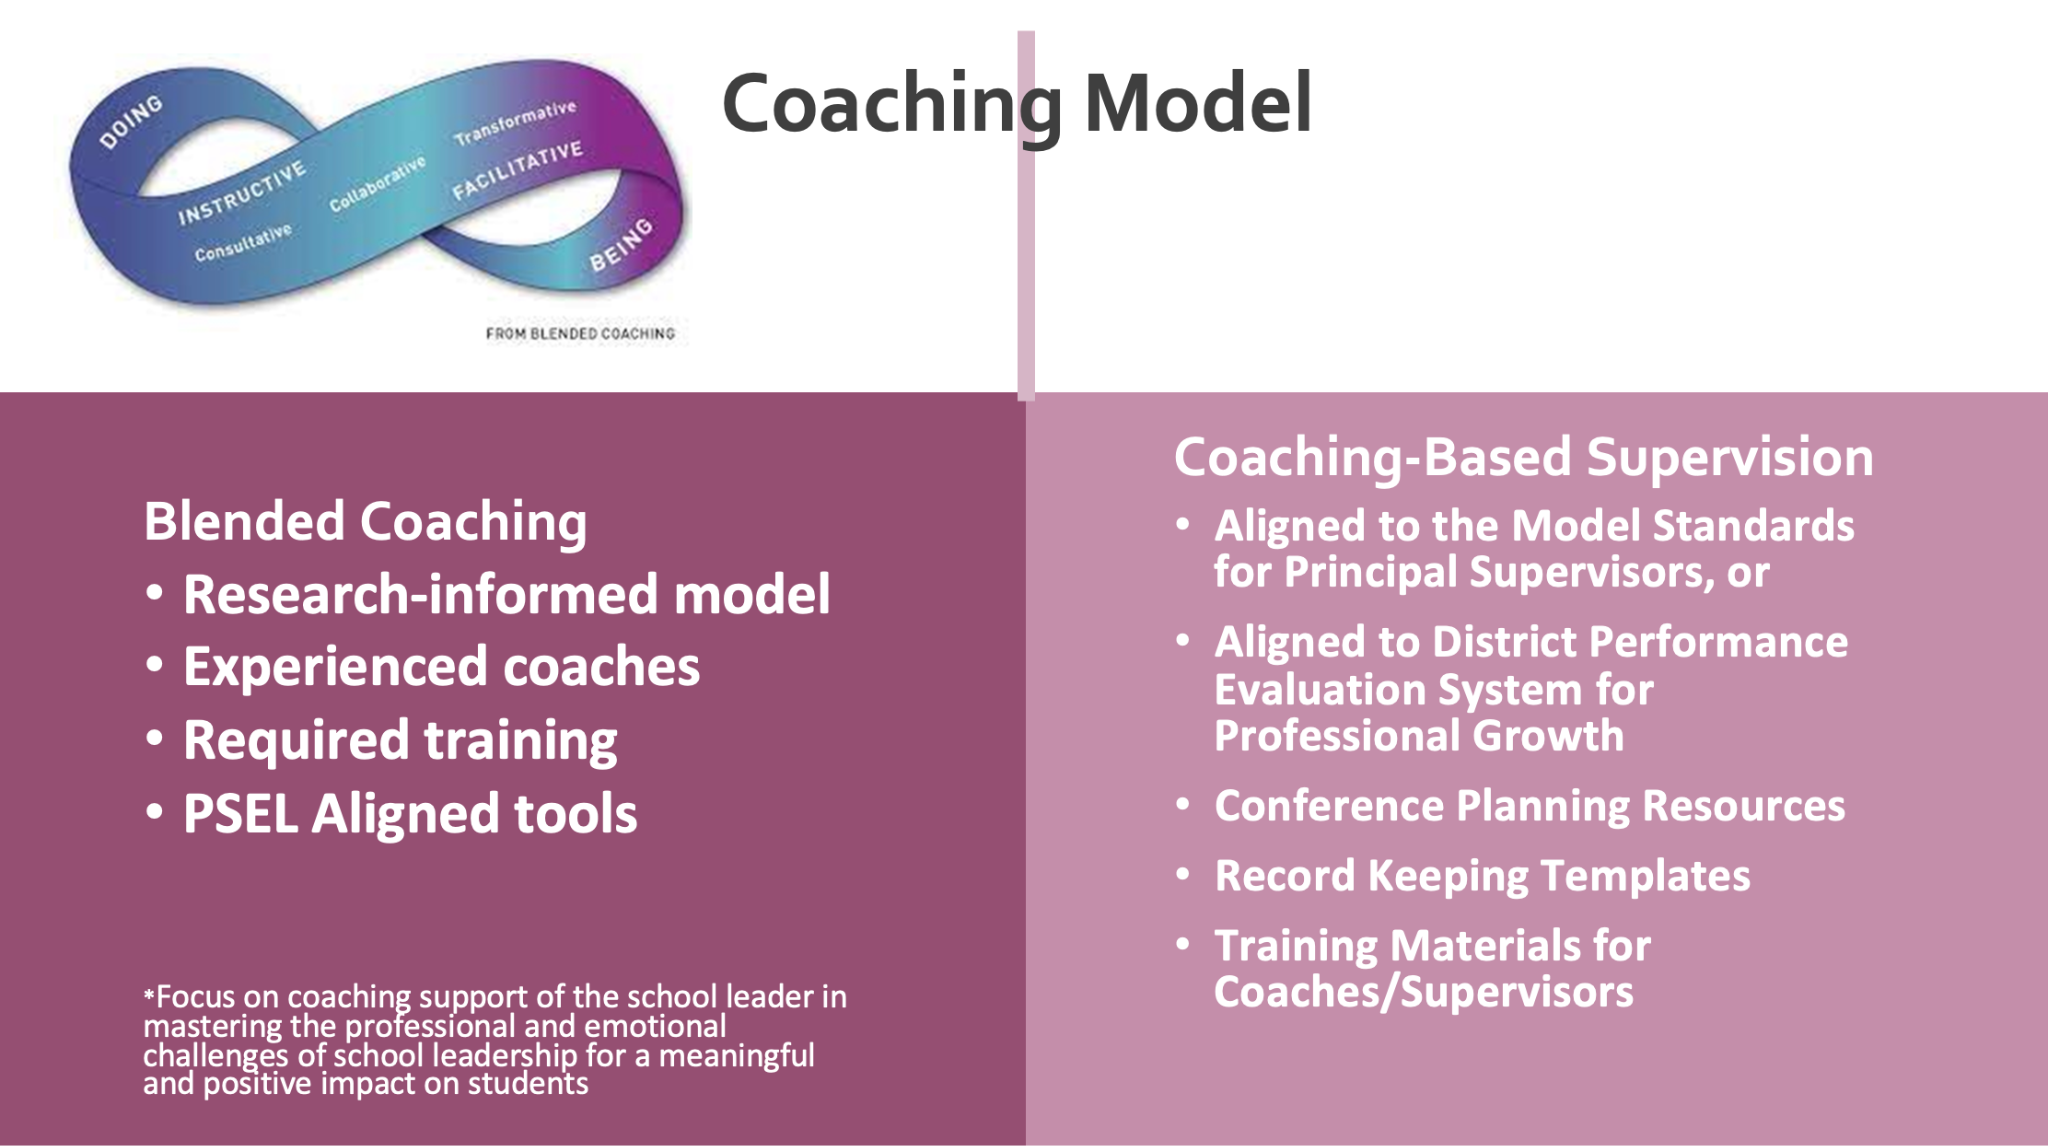 Coaching Model
DOING
INSTRUCTIVE
Consultative
Collaborative
Transformative
FACILITATIVE
BEING
FROM BLENDED COACHING
Blended Coaching
• Research-informed model
• Experienced coaches
• Required training
• PSEL Aligned tools
*Focus on coaching support of the school leader in
mastering the professional and emotional
challenges of school leadership for a meaningful
and positive impact on students
Coaching-Based Supervision
• Aligned to the Model Standards
for Principal Supervisors, or
• Aligned to District Performance
Evaluation System for
Professional Growth
• Conference Planning Resources
• Record Keeping Templates
• Training Materials for
Coaches/Supervisors